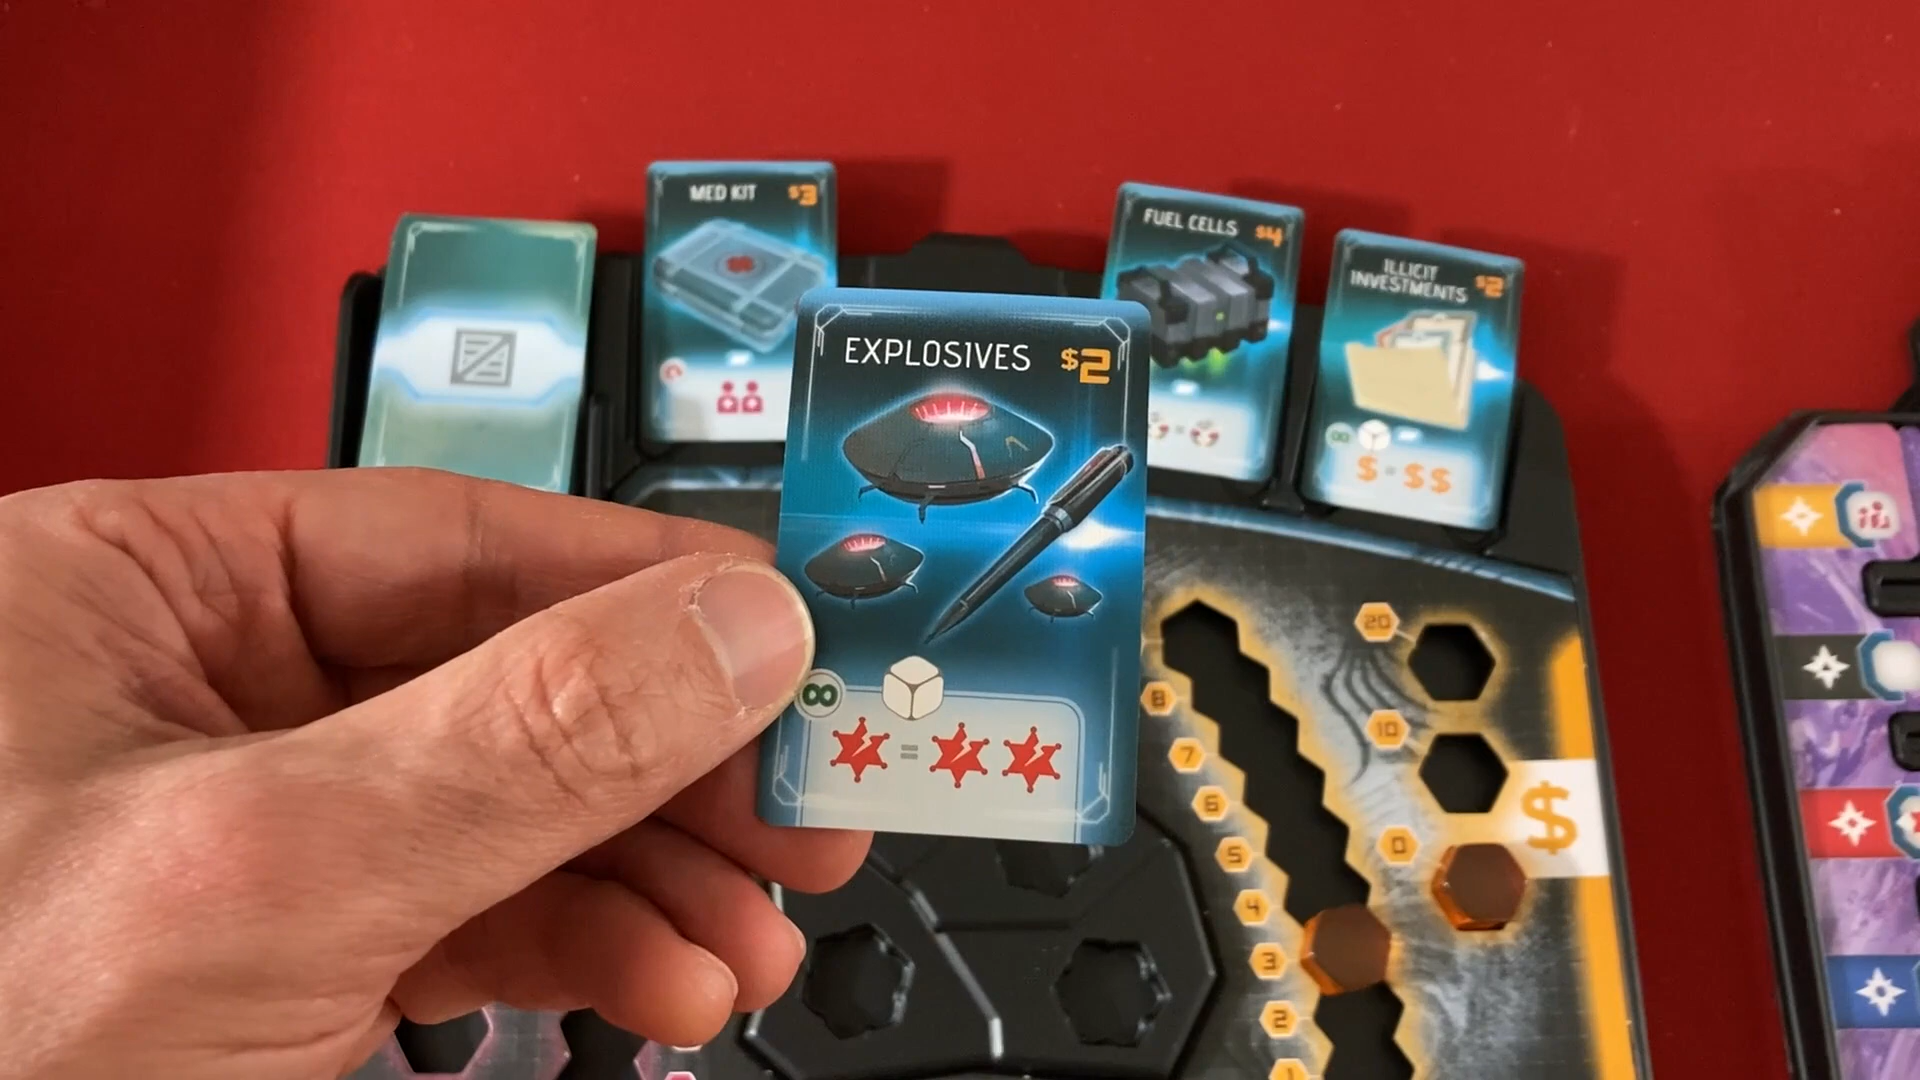 MED KIT $3
FUEL CELLS $4
ILLICIT
INVESTMENTS $2
$ = $ $
EXPLOSIVES $2
∞
=
20
10
0
$
8
7
6
5
4
3
2
1